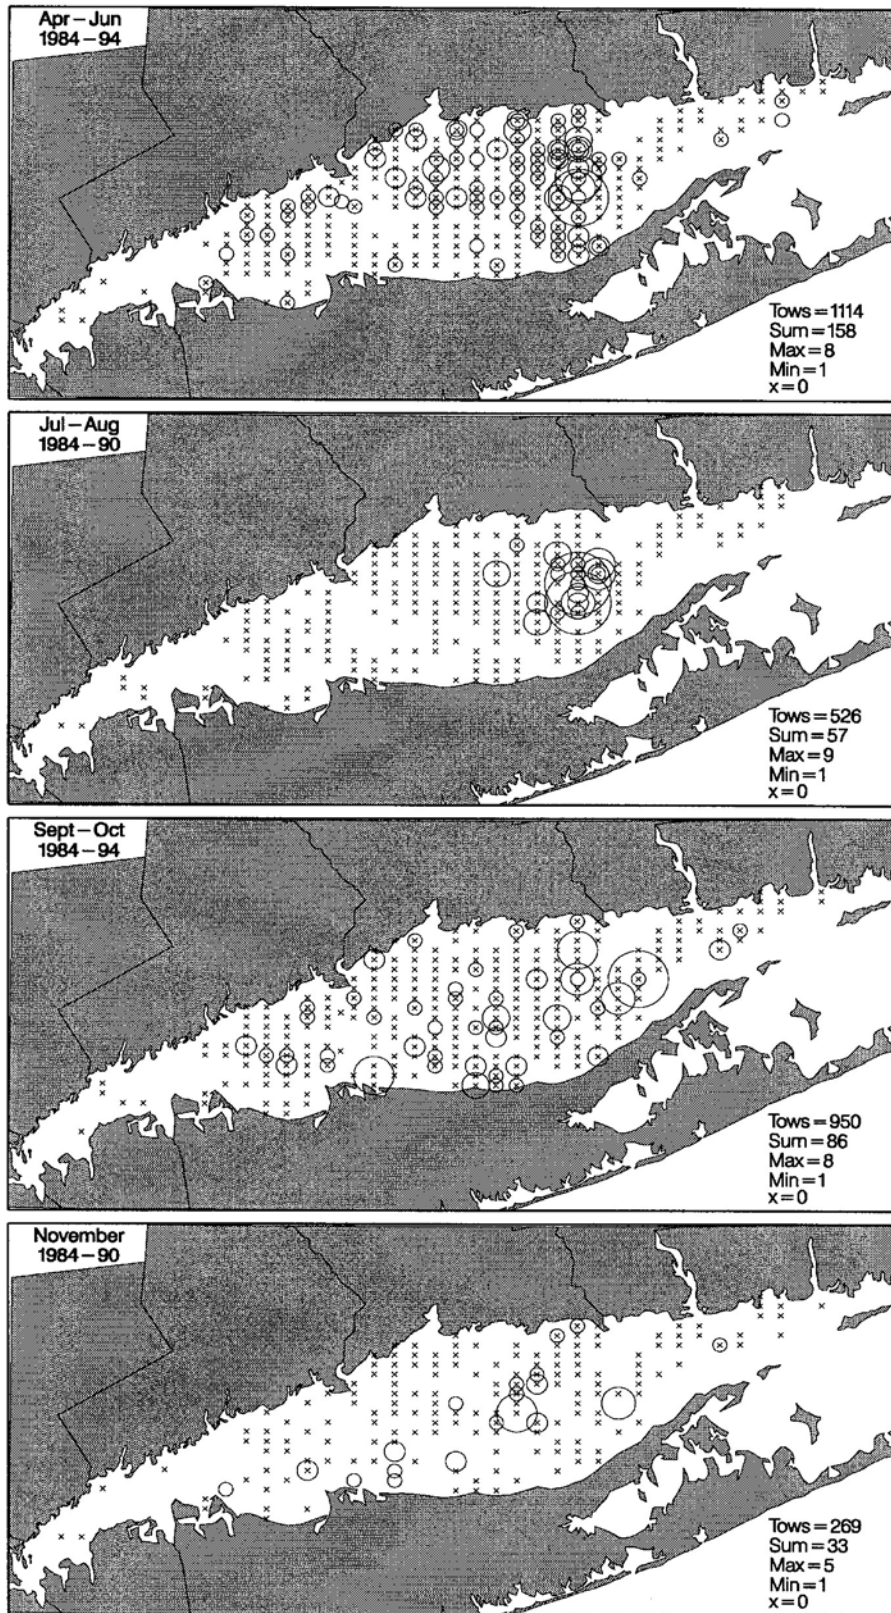 Apr–Jun
1984–94
Tows=1114
Sum=158
Max=8
Min=1
x=0
Jul–Aug
1984–90
Tows=526
Sum=57
Max=9
Min=1
x=0
Sept–Oct
1984–94
Tows=950
Sum=86
Max=8
Min=1
x=0
November
1984–90
Tows=269
Sum=33
Max=5
Min=1
x=0